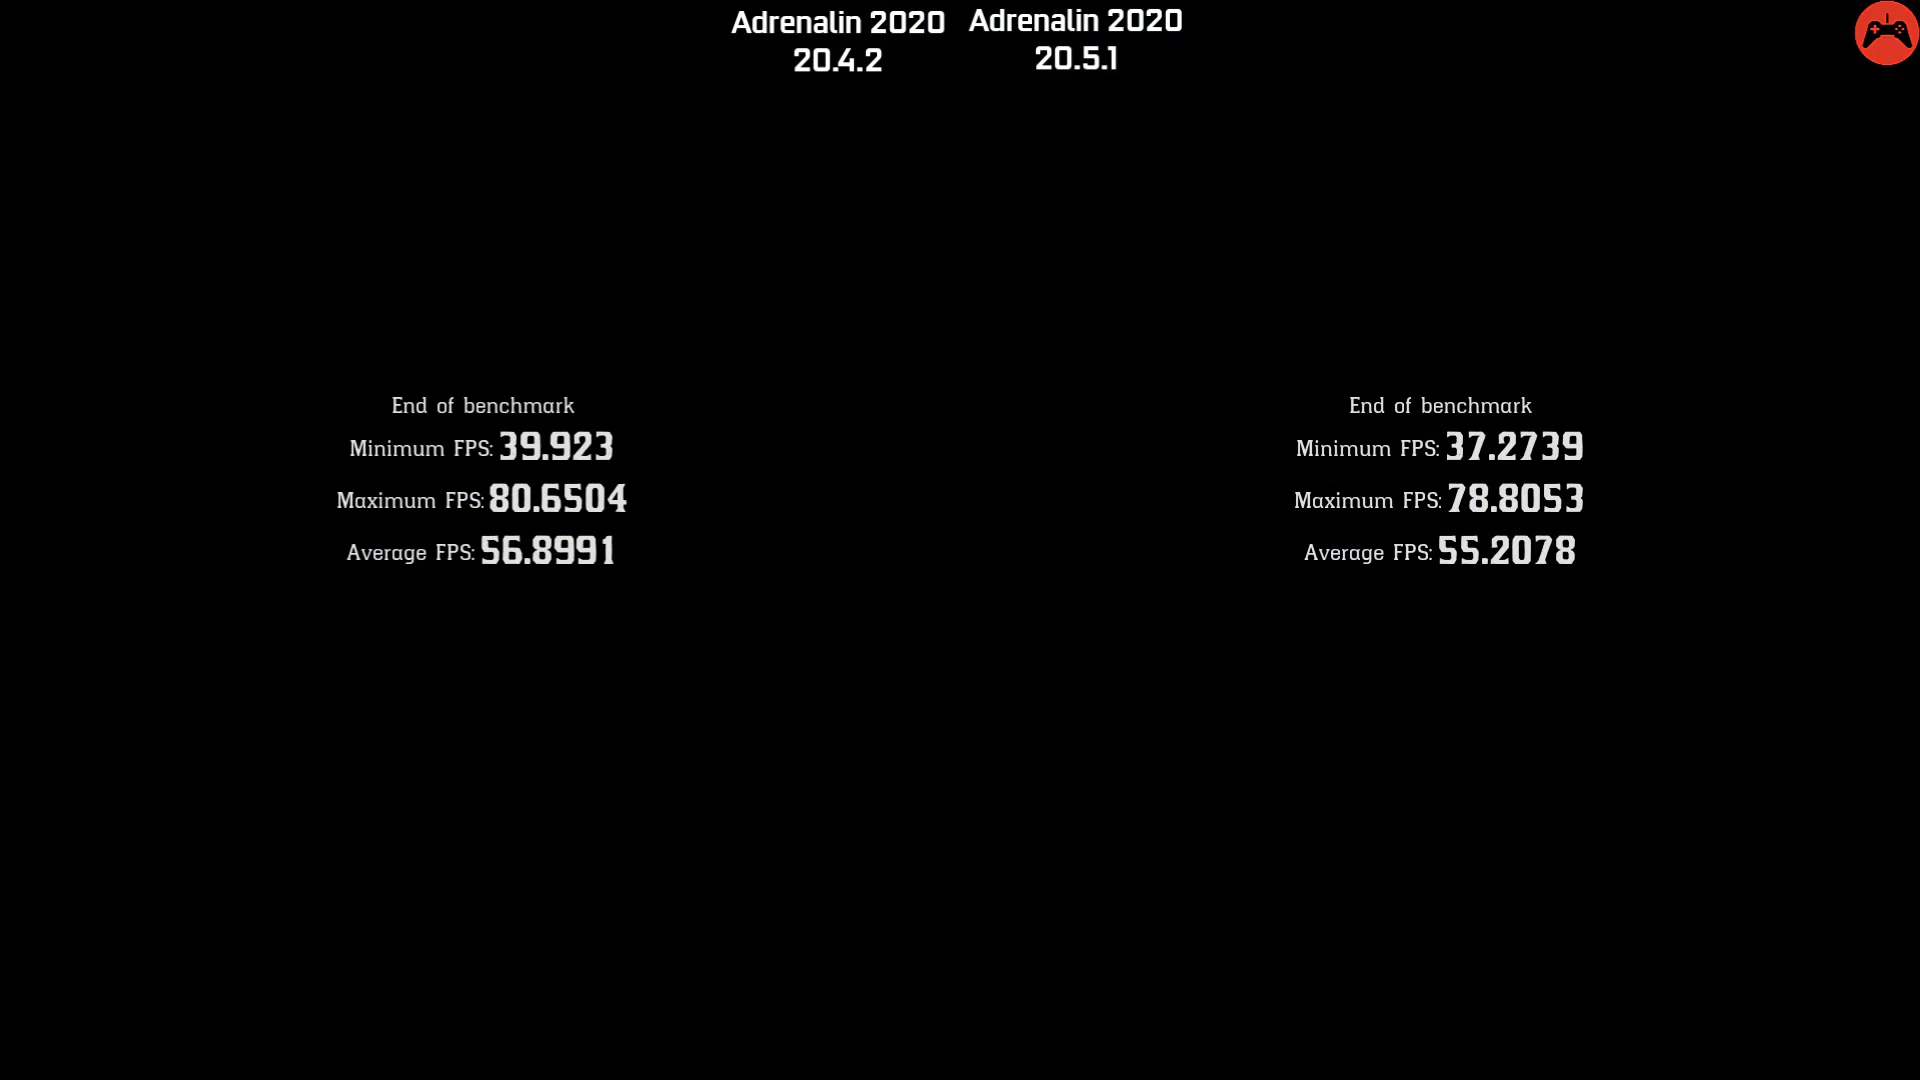 Adrenalin 2020
20.4.2
Adrenalin 2020
20.5.1
End of benchmark
Minimum FPS: 39.923
Maximum FPS: 80.6504
Average FPS: 56.8991
End of benchmark
Minimum FPS: 37.2739
Maximum FPS: 78.8053
Average FPS: 55.2078